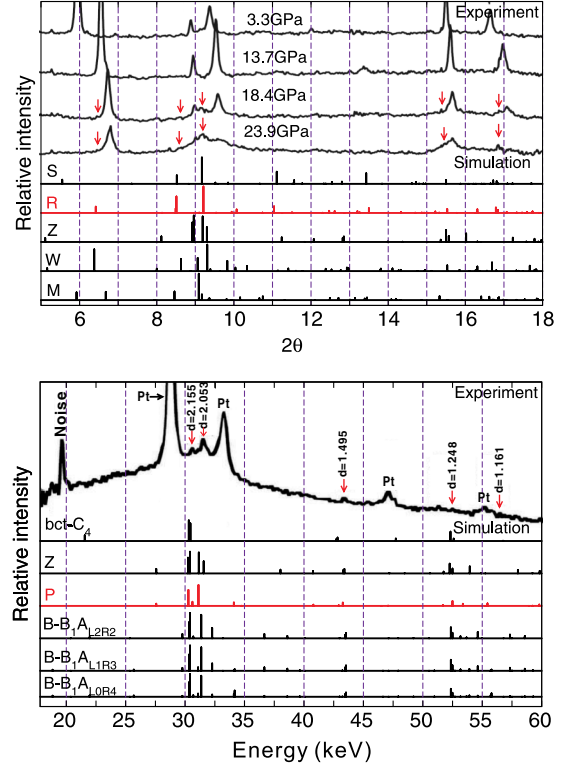 Experiment
3.3GPa
13.7GPa
18.4GPa
23.9GPa
Simulation
S
R
Z
W
M
Relative intensity
6 8 10 12 14 16 18
2θ
Experiment
Noise
Pt→
d=2.155
d=2.053
Pt
d=1.495
Pt
d=1.248
Pt
d=1.161
bct-C4
Simulation
Z
P
B-B1AL2R2
B-B1AL1R3
B-B1AL0R4
Relative intensity
20 25 30 35 40 45 50 55 60
Energy (keV)